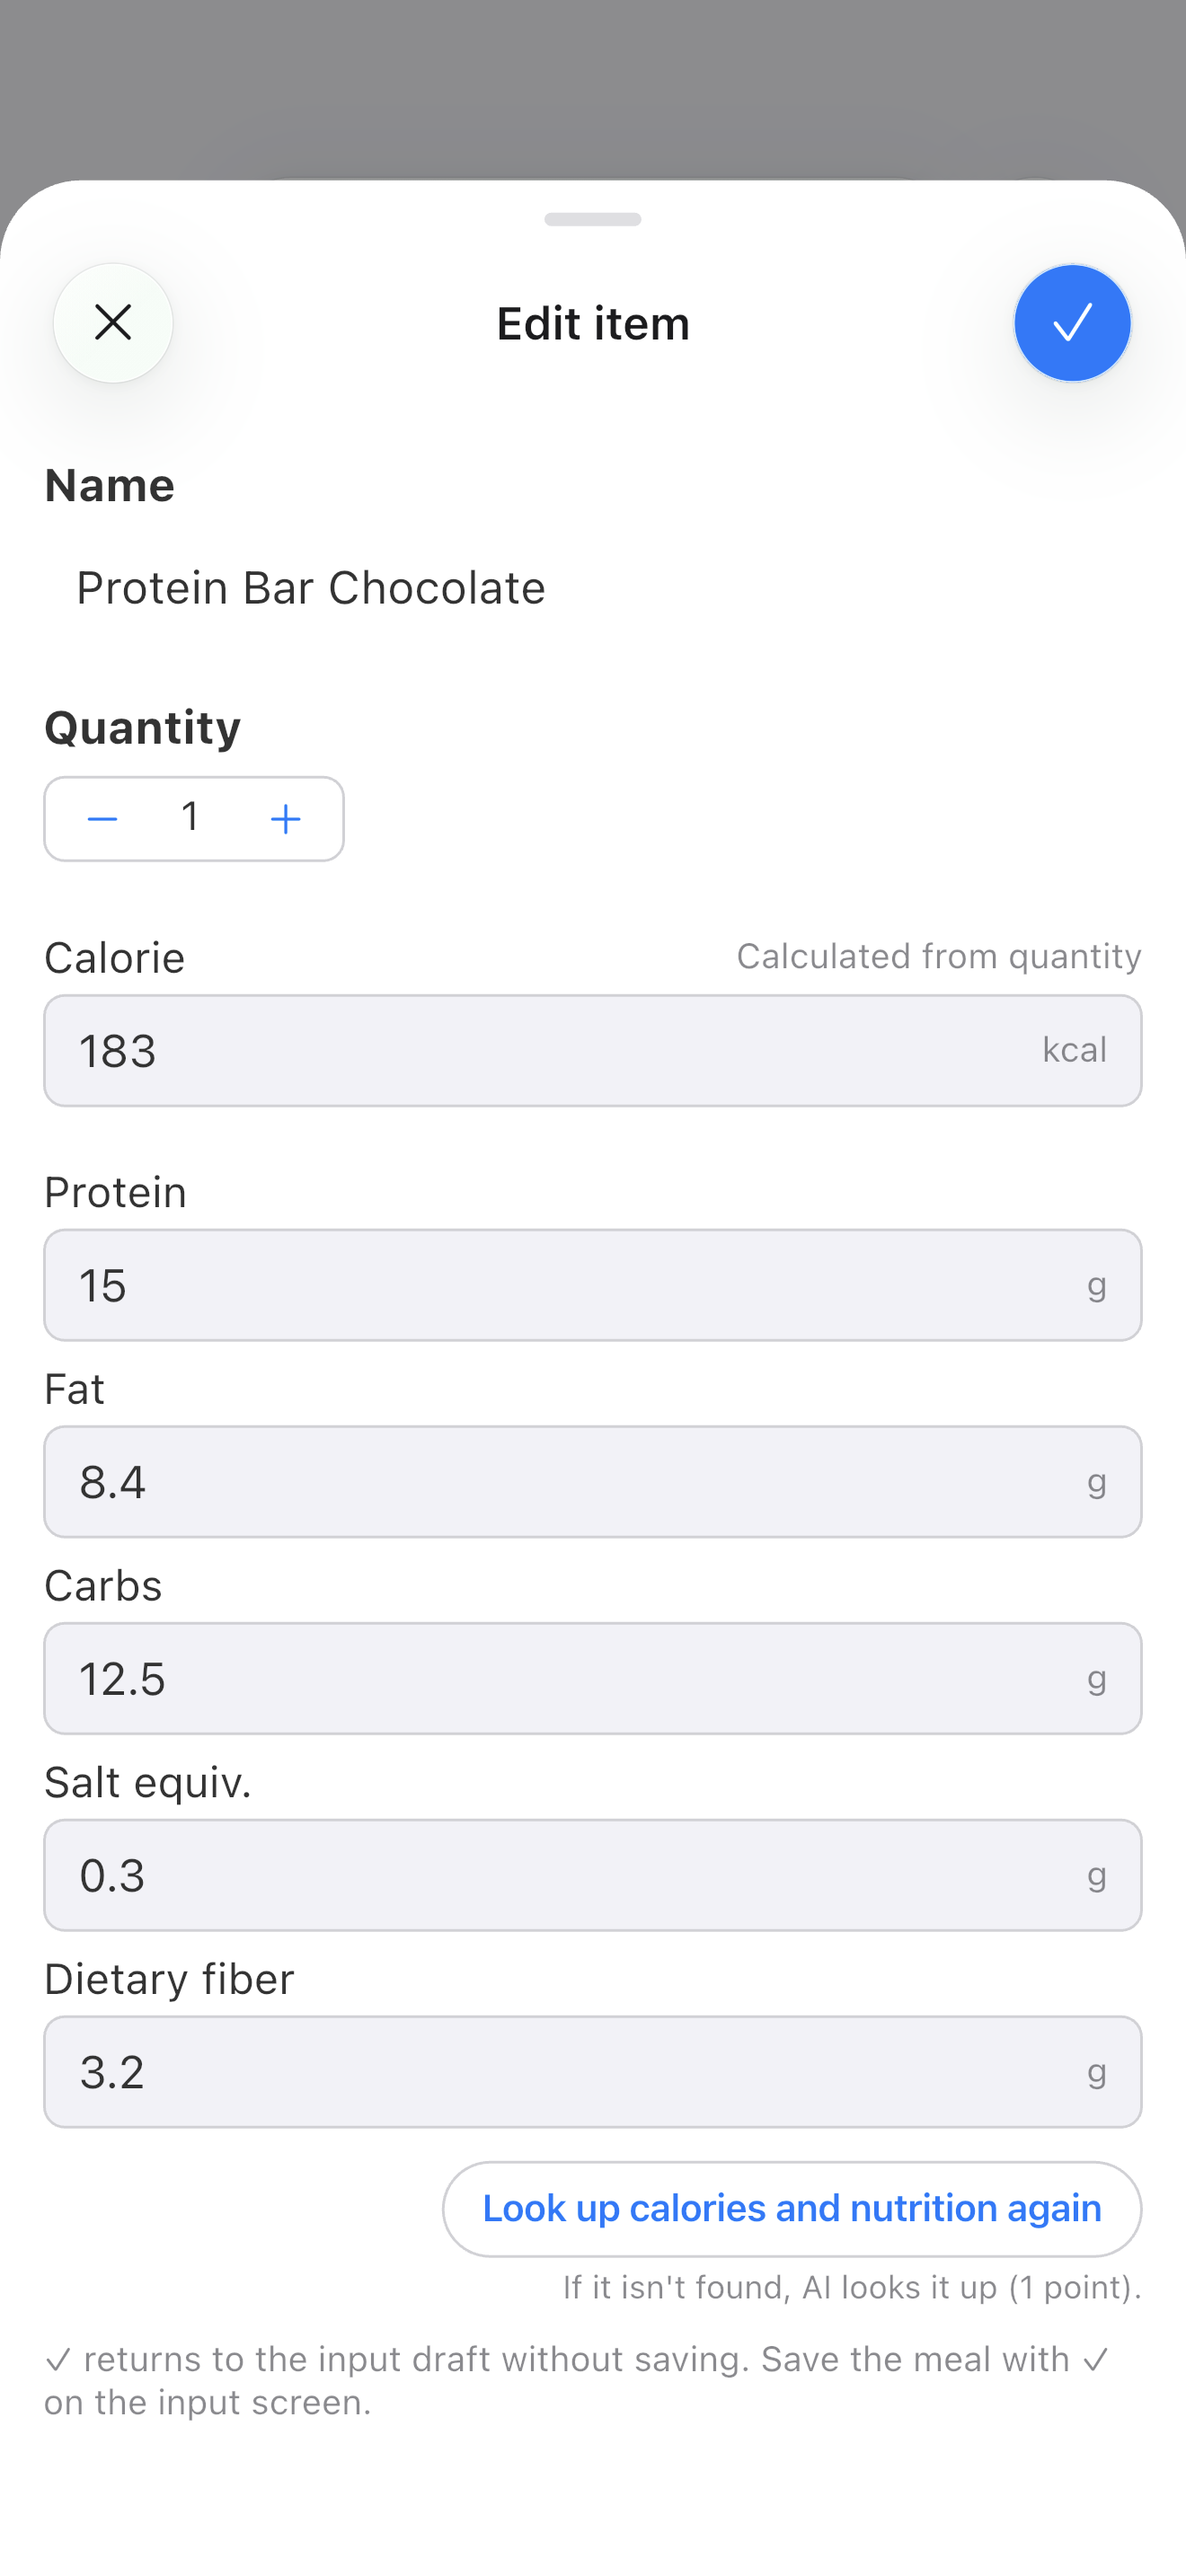 Edit item
Name
Protein Bar Chocolate
Quantity
1
Calorie
Calculated from quantity
183
kcal
Protein
15
g
Fat
8.4
g
Carbs
12.5
g
Salt equiv.
0.3
g
Dietary fiber
3.2
g
Look up calories and nutrition again
If it isn't found, AI looks it up (1 point).
✓ returns to the input draft without saving. Save the meal with ✓
on the input screen.